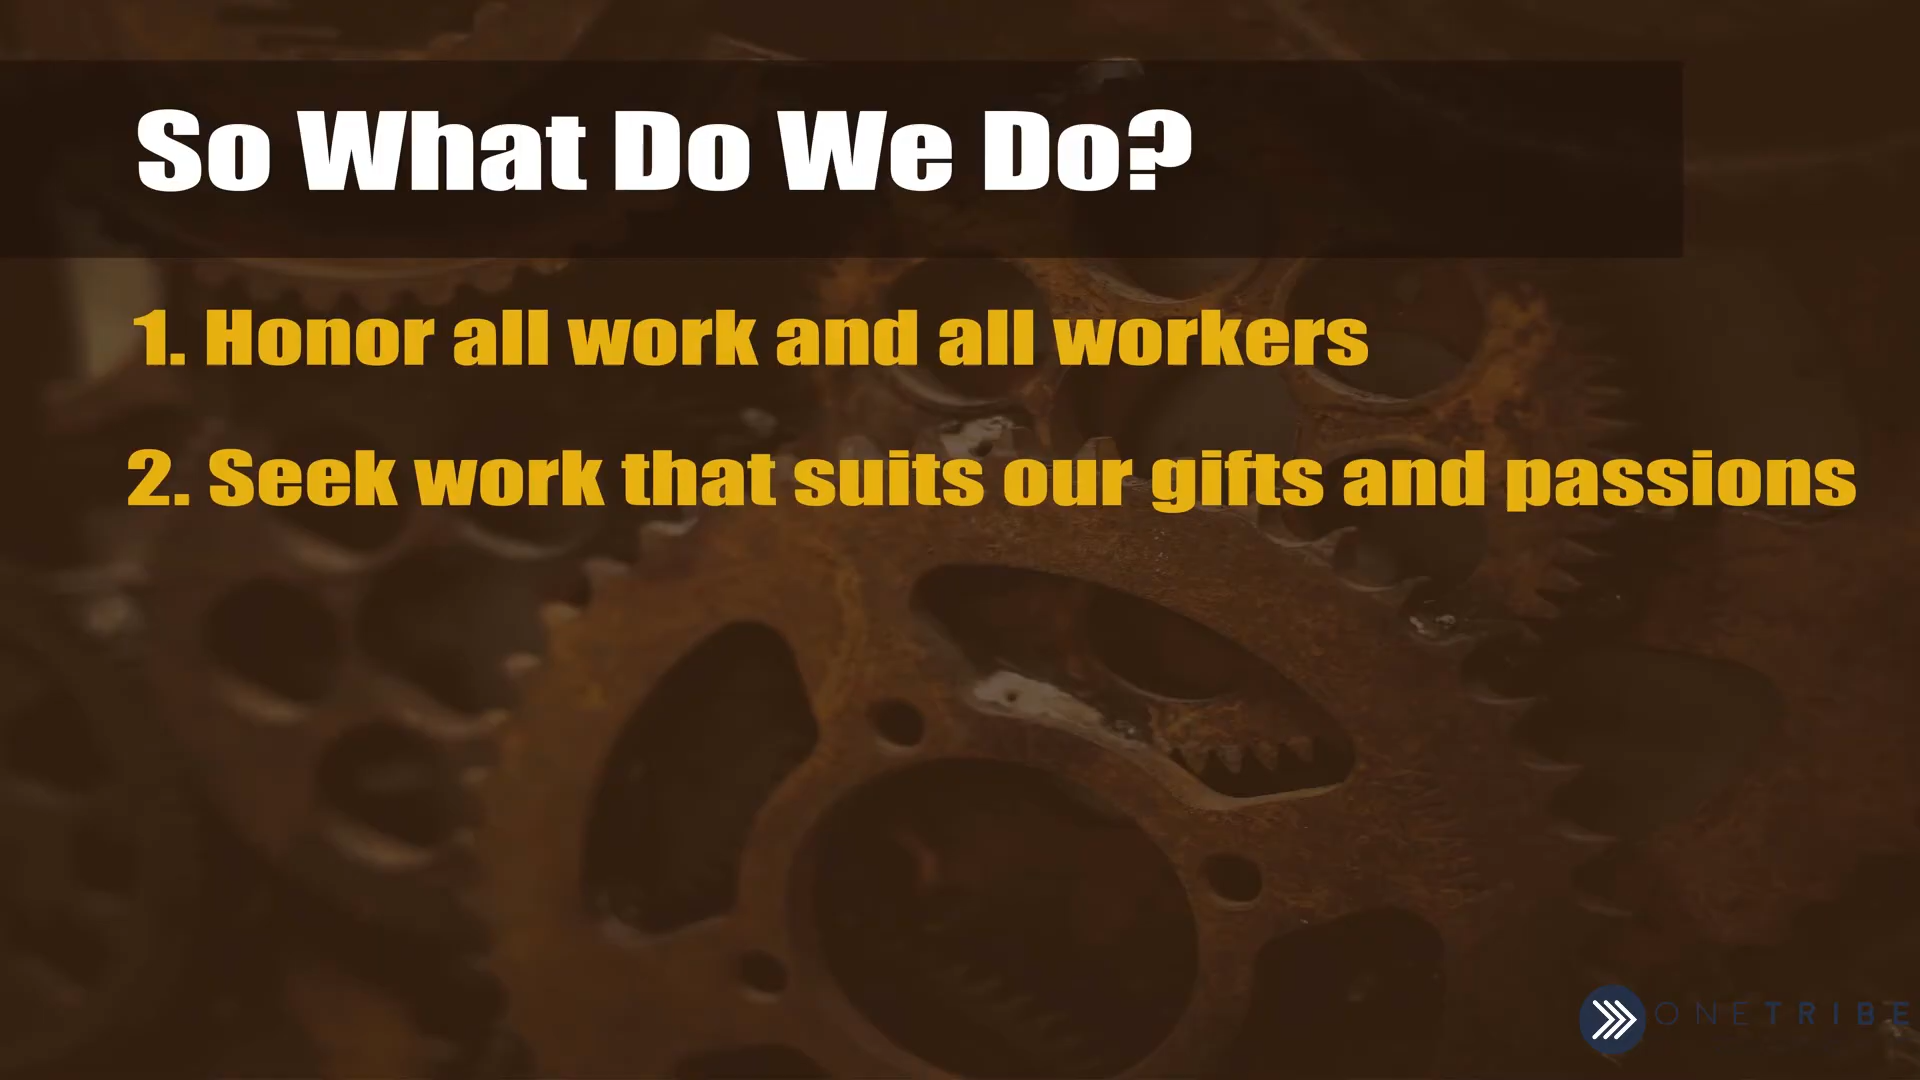 So What Do We Do?
1. Honor all work and all workers
2. Seek work that suits our gifts and passions
ONETRIBE